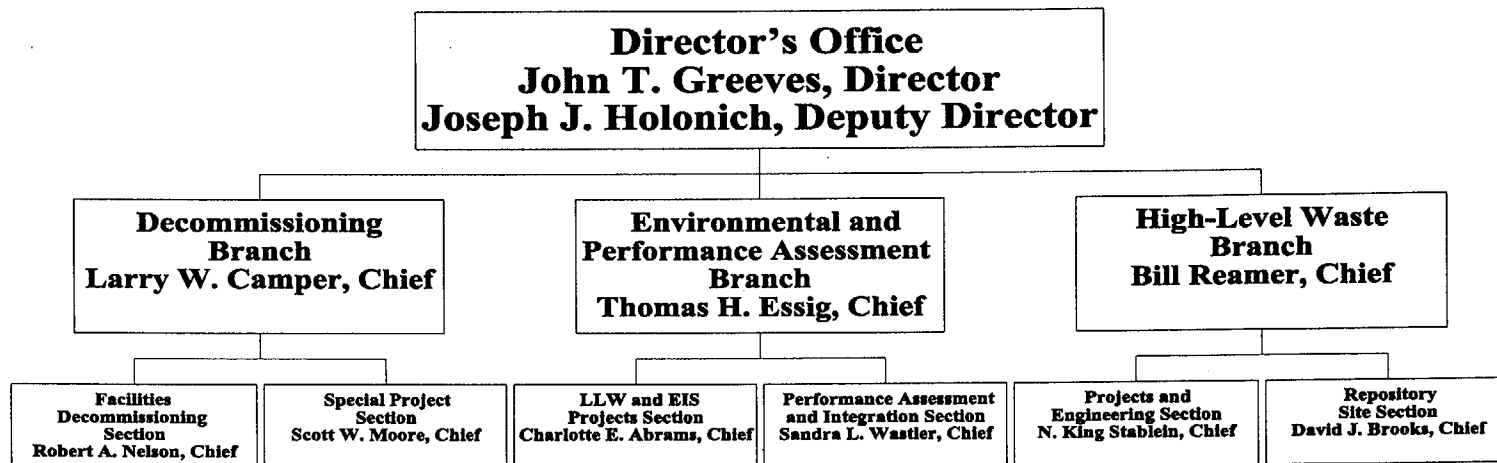 Director's Office
John T. Greeves, Director
Joseph J. Holonich, Deputy Director
Decommissioning
Branch
Larry W. Camper, Chief
Environmental and
Performance Assessment
Branch
Thomas H. Essig, Chief
High-Level Waste
Branch
Bill Reamer, Chief
Facilities
Decommissioning
Section
Robert A. Nelson, Chief
Special Project
Section
Scott W. Moore, Chief
LLW and EIS
Projects Section
Charlotte E. Abrams, Chief
Performance Assessment
and Integration Section
Sandra L. Wastler, Chief
Projects and
Engineering Section
N. King Stablein, Chief
Repository
Site Section
David J. Brooks, Chief